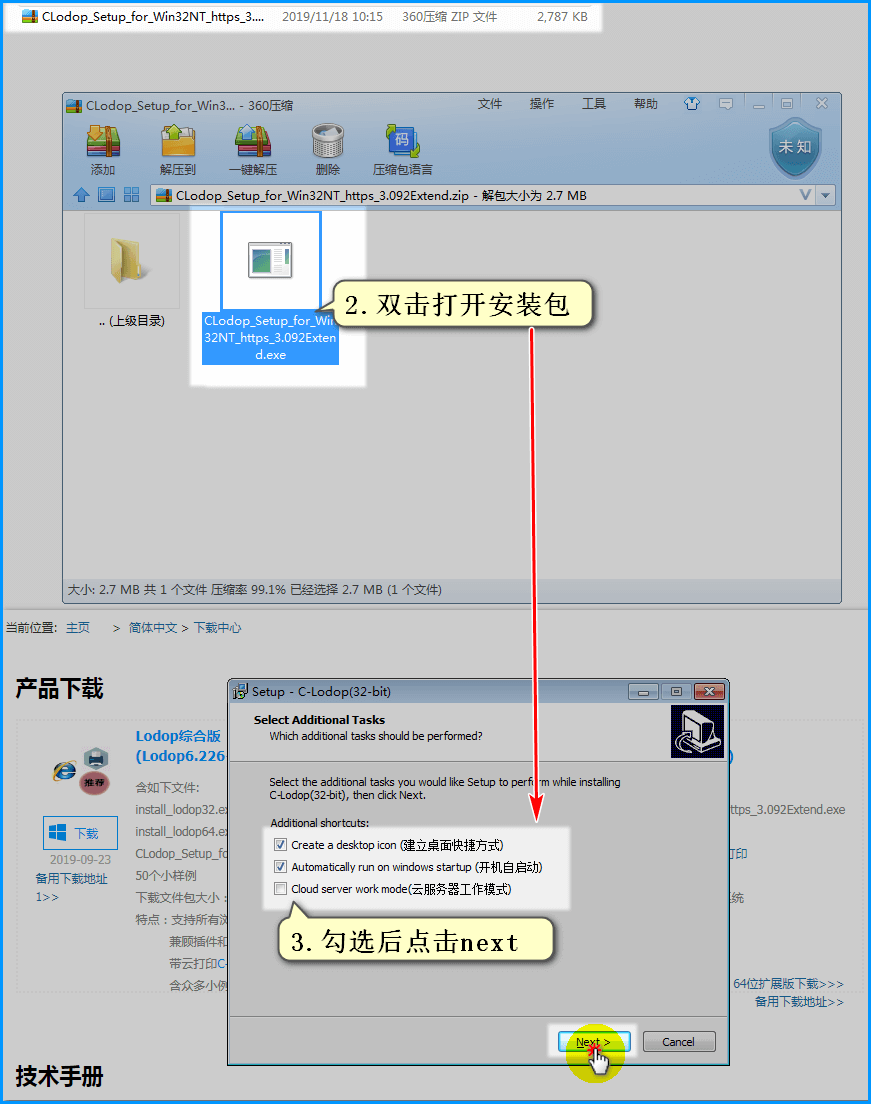 CLodop_Setup_for_Win32NT_https_3.... 2019/11/18 10:15 360压缩 ZIP 文件 2,787 KB
CLodop_Setup_for_Win3... - 360压缩 文件 操作 工具 帮助
添加 解压到 一键解压 删除 压缩包语言 未知
码
CLodop_Setup_for_Win32NT_https_3.092Extend.zip - 解包大小为 2.7 MB
.. (上级目录)
CLodop_Setup_for_Win
32NT_https_3.092Exten
d.exe
2.双击打开安装包
大小: 2.7 MB 共 1 个文件 压缩率 99.1% 已经选择 2.7 MB (1 个文件)
当前位置: 主页 > 简体中文 > 下载中心
产品下载
Lodop综合版
(Lodop6.226
推荐
含如下文件:
install_lodop32.ex
下载
install_lodop64.ex
2019-09-23
CLodop_Setup_fo
备用下载地址
1>>
50个小样例
下载文件包大小:
特点:支持所有浏
兼顾插件和
带云打印C-
含众多小例
Setup - C-Lodop(32-bit)
Select Additional Tasks
Which additional tasks should be performed?
Select the additional tasks you would like Setup to perform while installing
C-Lodop(32-bit), then click Next.
Additional shortcuts:
Create a desktop icon (建立桌面快捷方式)
Automatically run on windows startup (开机自启动)
Cloud server work mode(云服务器工作模式)
3.勾选后点击next
Next > Cancel
ttps_3.092Extend.exe
打印
系统
64位扩展版下载>>>
备用下载地址>>
技术手册